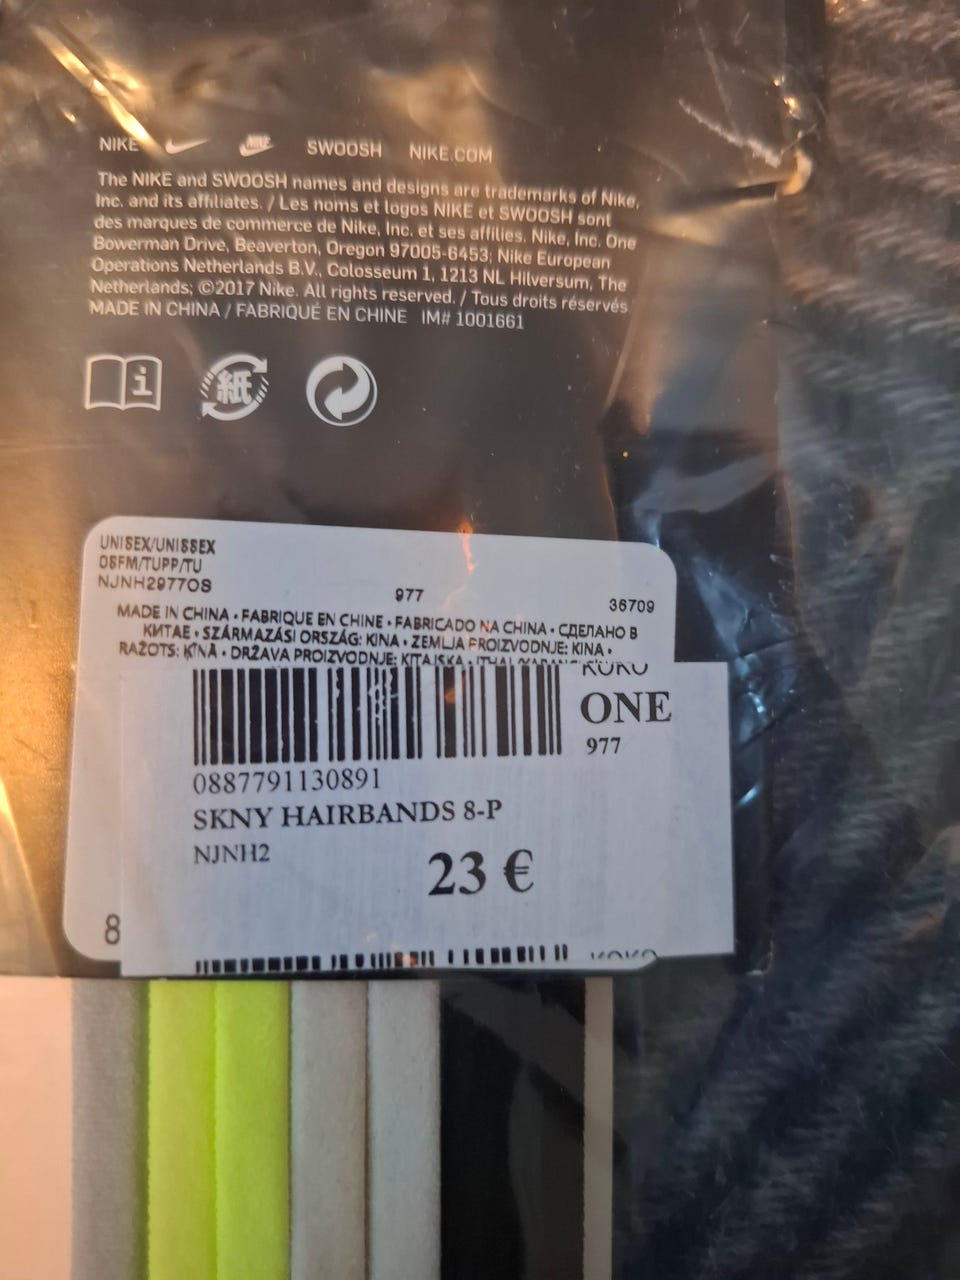 NIKE SWOOSH NIKE.COM
The NIKE and SWOOSH names and designs are trademarks of Nike,
Inc. and its affiliates. / Les noms et logos NIKE et SWOOSH sont
des marques de commerce de Nike, Inc. et ses affilies. Nike, Inc. One
Bowerman Drive, Beaverton, Oregon 97005-6453; Nike European
Operations Netherlands B.V., Colosseum 1, 1213 NL Hilversum, The
Netherlands; ©2017 Nike. All rights reserved. / Tous droits réservés
MADE IN CHINA / FABRIQUÉ EN CHINE IM# 1001661
紙
UNISEX/UNISSEX
OSFM/TUPP/TU
NJNH2977OS
977
36709
MADE IN CHINA • FABRIQUE EN CHINE • FABRICADO NA CHINA • СДЕЛАНО В
КИТАЕ • SZÁRMAZÁSI ORSZÁG: KINA • ZEMLJA PROIZVODNJE: KINA •
RAŽOTS: ĶĪNA • DRŽAVA PROIZVODNJE: KITAJSKA •
KOKO
ONE
977
0887791130891
SKNY HAIRBANDS 8-P
NJNH2
23 €
8
KOKO